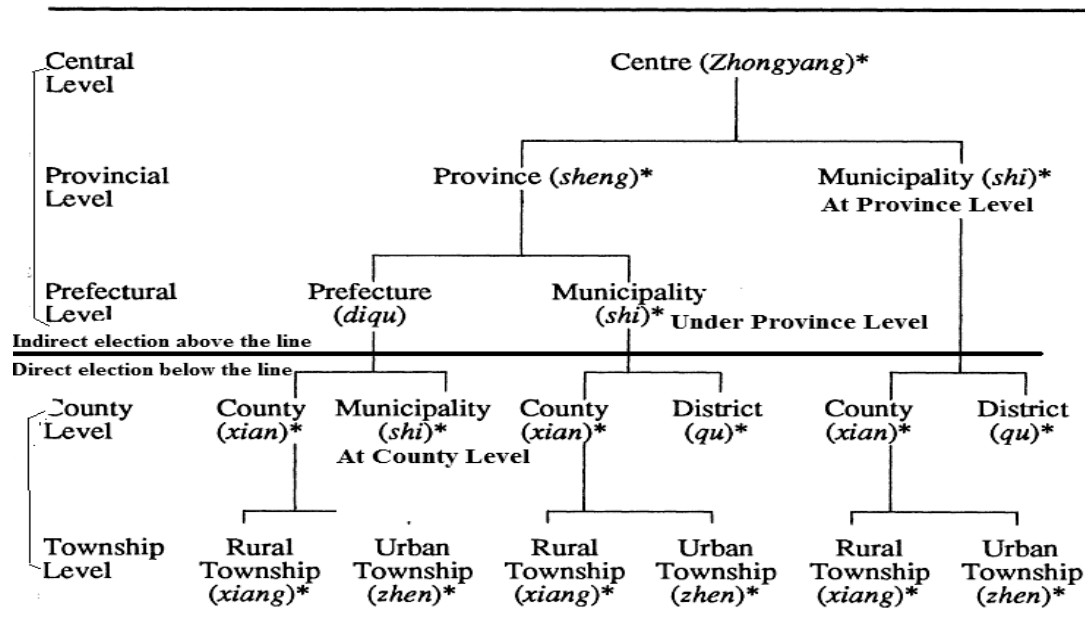 Central Level
Centre (Zhongyang)*
Provincial Level
Province (sheng)*
Municipality (shi)*
At Province Level
Prefectural Level
Prefecture (diqu)
Municipality (shi)*
Under Province Level
Indirect election above the line
Direct election below the line
County Level
County (xian)*
Municipality (shi)*
At County Level
County (xian)*
District (qu)*
County (xian)*
District (qu)*
Township Level
Rural Township (xiang)*
Urban Township (zhen)*
Rural Township (xiang)*
Urban Township (zhen)*
Rural Township (xiang)*
Urban Township (zhen)*